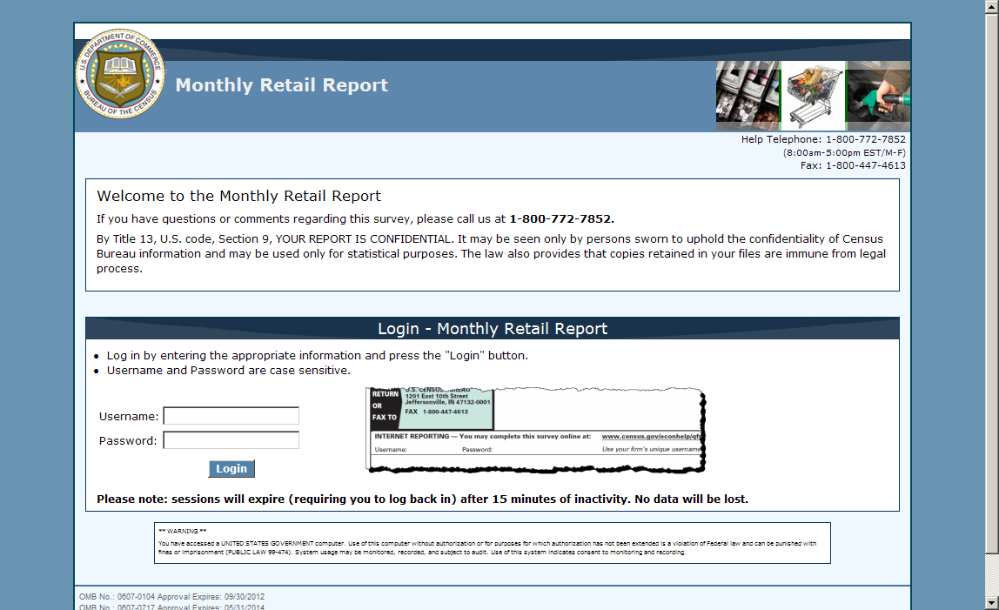 U.S. DEPARTMENT OF COMMERCE
BUREAU OF THE CENSUS
Monthly Retail Report
Help Telephone: 1-800-772-7852
(8:00am-5:00pm EST/M-F)
Fax: 1-800-447-4613
Welcome to the Monthly Retail Report
If you have questions or comments regarding this survey, please call us at 1-800-772-7852.
By Title 13, U.S. code, Section 9, YOUR REPORT IS CONFIDENTIAL. It may be seen only by persons sworn to uphold the confidentiality of Census
Bureau information and may be used only for statistical purposes. The law also provides that copies retained in your files are immune from legal
process.
Login - Monthly Retail Report
• Log in by entering the appropriate information and press the "Login" button.
• Username and Password are case sensitive.
Username:
Password:
Login
RETURN
OR
FAX TO
U.S. CENSUS
1201 East 10th Street
Jeffersonville, IN 47132-0001
FAX 1-800-447-4613
INTERNET REPORTING — You may complete this survey online at: www.census.gov/econhelp/
Username: Password: Use your firm's unique username
Please note: sessions will expire (requiring you to log back in) after 15 minutes of inactivity. No data will be lost.
** WARNING **
You have accessed a UNITED STATES GOVERNMENT computer. Use of this computer without authorization or for purposes for which authorization has not been extended is a violation of Federal law and can be punished with
fines or imprisonment (PUBLIC LAW 99-474). System usage may be monitored, recorded, and subject to audit. Use of this system indicates consent to monitoring and recording.
OMB No.: 0607-0104 Approval Expires: 09/30/2012
OMB No.: 0607-0717 Approval Expires: 05/31/2014